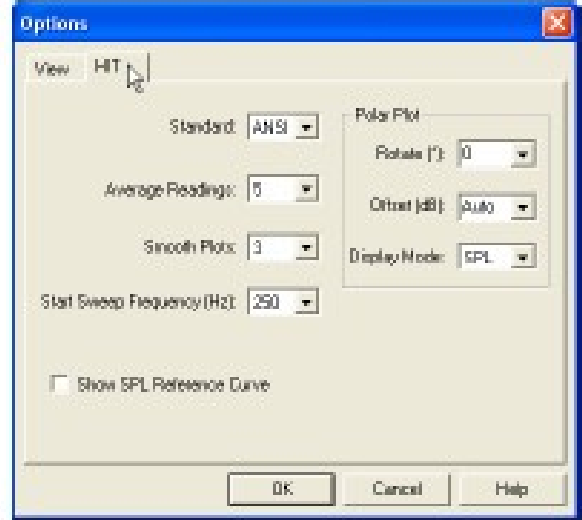 Options
View HIT
Standard: ANSI
Average Readings: 5
Smooth Plots: 3
Start Sweep Frequency (Hz): 250
Show SPL Reference Curve
Polar Plot
Rotate (°): 0
Offset (dB): Auto
Display Mode: SPL
OK Cancel Help